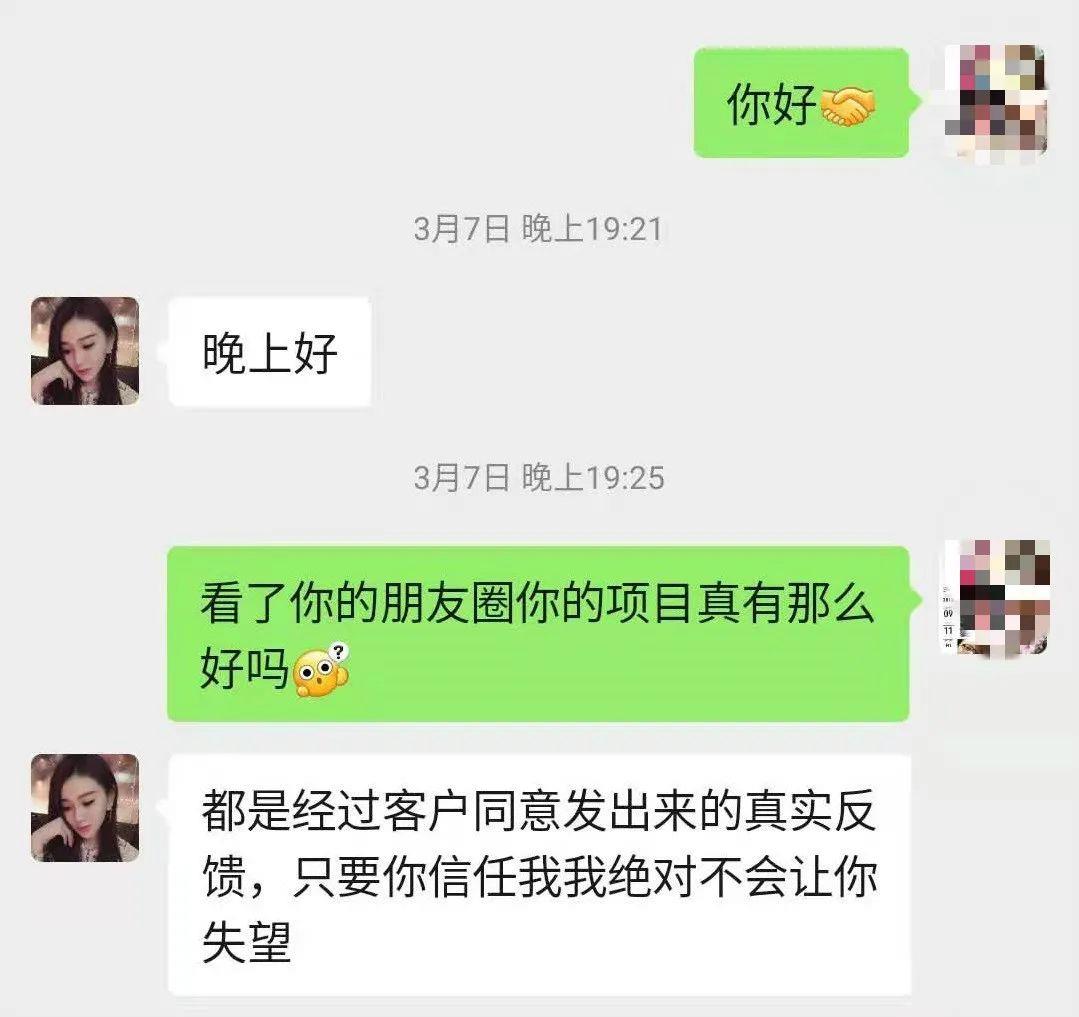 你好🤝
3月7日 晚上19:21
晚上好
3月7日 晚上19:25
看了你的朋友圈你的项目真有那么
好吗
09
11
都是经过客户同意发出来的真实反
馈，只要你信任我我绝对不会让你
失望